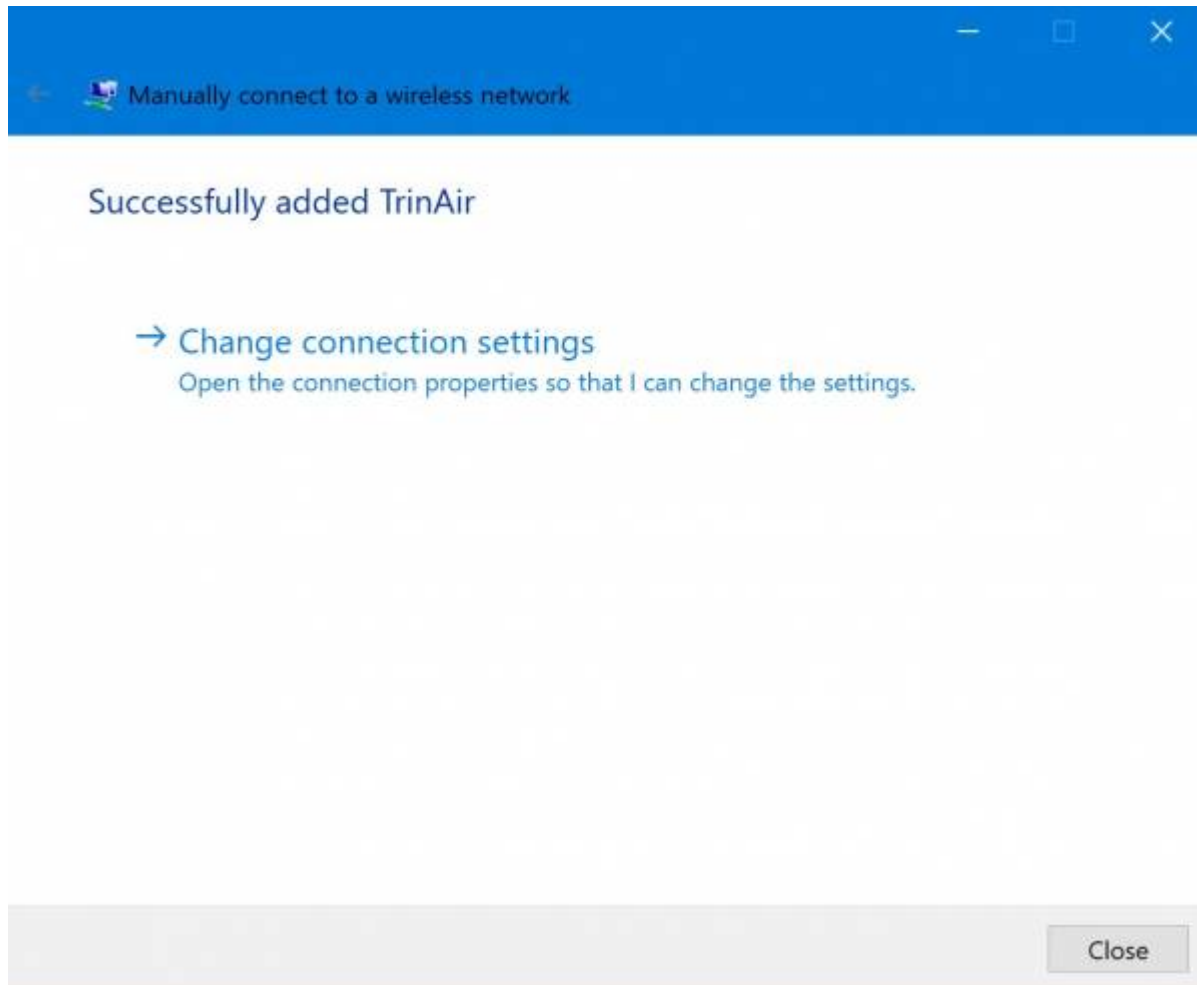 Manually connect to a wireless network
Successfully added TrinAir
Change connection settings
Open the connection properties so that I can change the settings.
Close